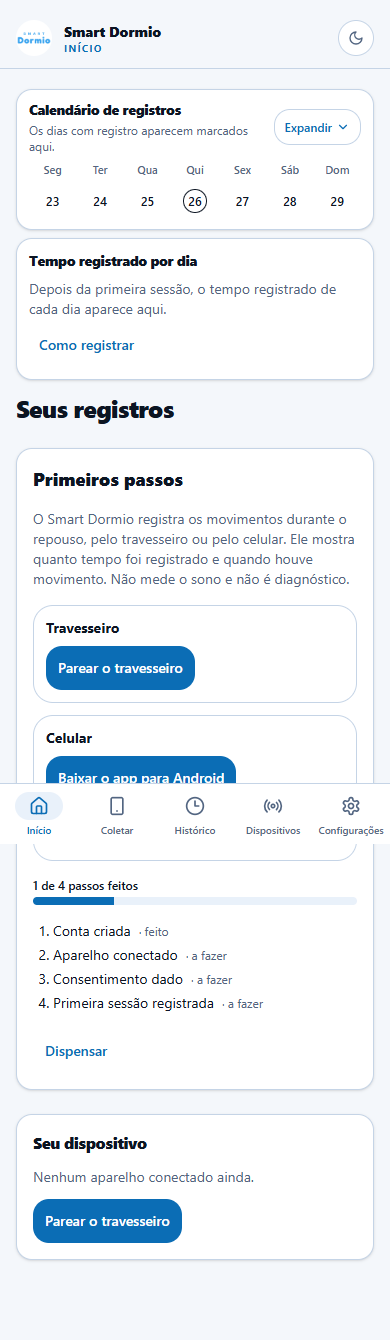 SMART
Dormio
Smart Dormio
INÍCIO
Calendário de registros
Os dias com registro aparecem marcados
aqui.
Expandir
Seg Ter Qua Qui Sex Sáb Dom
23 24 25 26 27 28 29
Tempo registrado por dia
Depois da primeira sessão, o tempo registrado de
cada dia aparece aqui.
Como registrar
Seus registros
Primeiros passos
O Smart Dormio registra os movimentos durante o
repouso, pelo travesseiro ou pelo celular. Ele mostra
quanto tempo foi registrado e quando houve
movimento. Não mede o sono e não é diagnóstico.
Travesseiro
Parear o travesseiro
Celular
Baixar o app para Android
Início Coletar Histórico Dispositivos Configurações
1 de 4 passos feitos
1. Conta criada · feito
2. Aparelho conectado · a fazer
3. Consentimento dado · a fazer
4. Primeira sessão registrada · a fazer
Dispensar
Seu dispositivo
Nenhum aparelho conectado ainda.
Parear o travesseiro